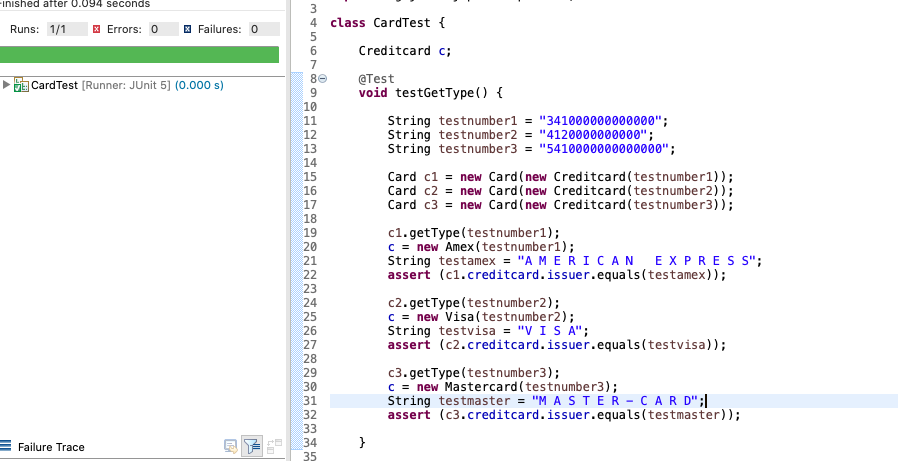 Finished after 0.094 seconds
Runs: 1/1 Errors: 0 Failures: 0
CardTest [Runner: JUnit 5] (0.000 s)
Failure Trace
3
4 class CardTest {
5
6 Creditcard c;
7
8 @Test
9 void testGetType() {
10
11 String testnumber1 = "341000000000000";
12 String testnumber2 = "4120000000000";
13 String testnumber3 = "5410000000000000";
14
15 Card c1 = new Card(new Creditcard(testnumber1));
16 Card c2 = new Card(new Creditcard(testnumber2));
17 Card c3 = new Card(new Creditcard(testnumber3));
18
19 c1.getType(testnumber1);
20 c = new Amex(testnumber1);
21 String testamex = "A M E R I C A N   E X P R E S S";
22 assert (c1.creditcard.issuer.equals(testamex));
23
24 c2.getType(testnumber2);
25 c = new Visa(testnumber2);
26 String testvisa = "V I S A";
27 assert (c2.creditcard.issuer.equals(testvisa));
28
29 c3.getType(testnumber3);
30 c = new Mastercard(testnumber3);
31 String testmaster = "M A S T E R – C A R D";
32 assert (c3.creditcard.issuer.equals(testmaster));
33
34 }
35